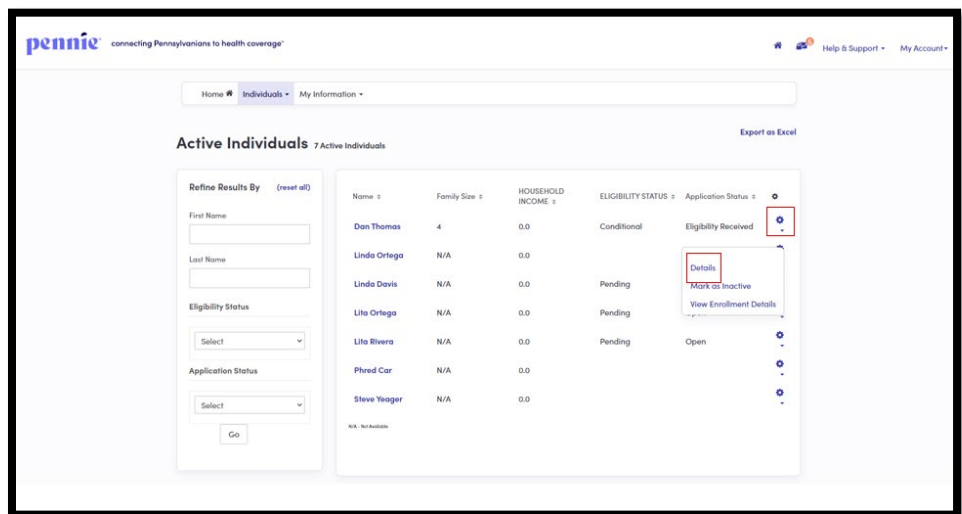 pennie connecting Pennsylvanians to health coverage
Help & Support My Account
Home Individuals My Information
Export as Excel
Active Individuals 7 Active Individuals
Refine Results By (reset all)
First Name
Last Name
Eligibility Status
Select
Application Status
Select
Go
Name Family Size HOUSEHOLD INCOME ELIGIBILITY STATUS Application Status
Dan Thomas 4 0.0 Conditional Eligibility Received
Linda Ortega N/A 0.0
Linda Davis N/A 0.0 Pending
Lita Ortega N/A 0.0 Pending
Lita Rivera N/A 0.0 Pending Open
Phred Car N/A 0.0
Steve Yeager N/A 0.0
Details
Mark as Inactive
View Enrollment Details
N/A - Not Available